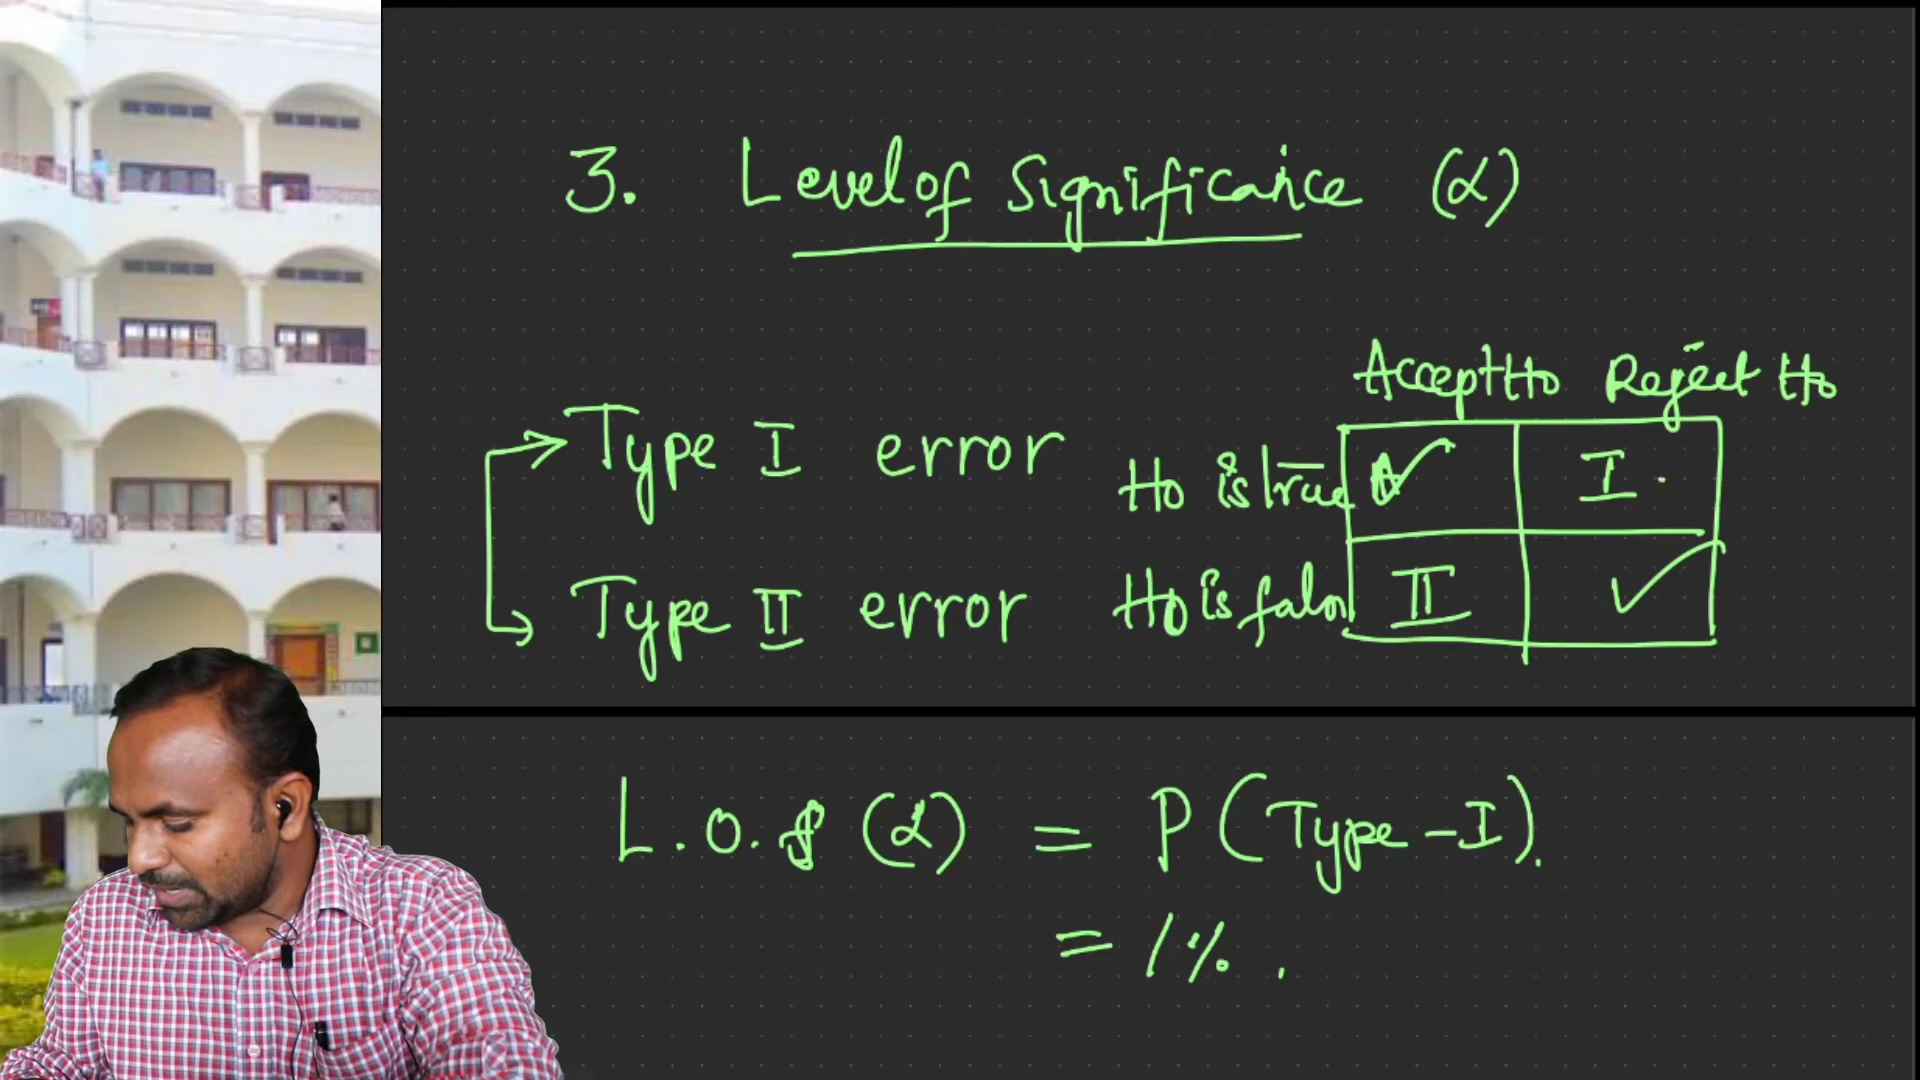 3. Level of Significance (α)
Accept H0 Reject H0
Type I error
H0 is True ✓ I.
Type II error
H0 is false II ✓
L.O.S (α) = P(Type-I).
= 1%.